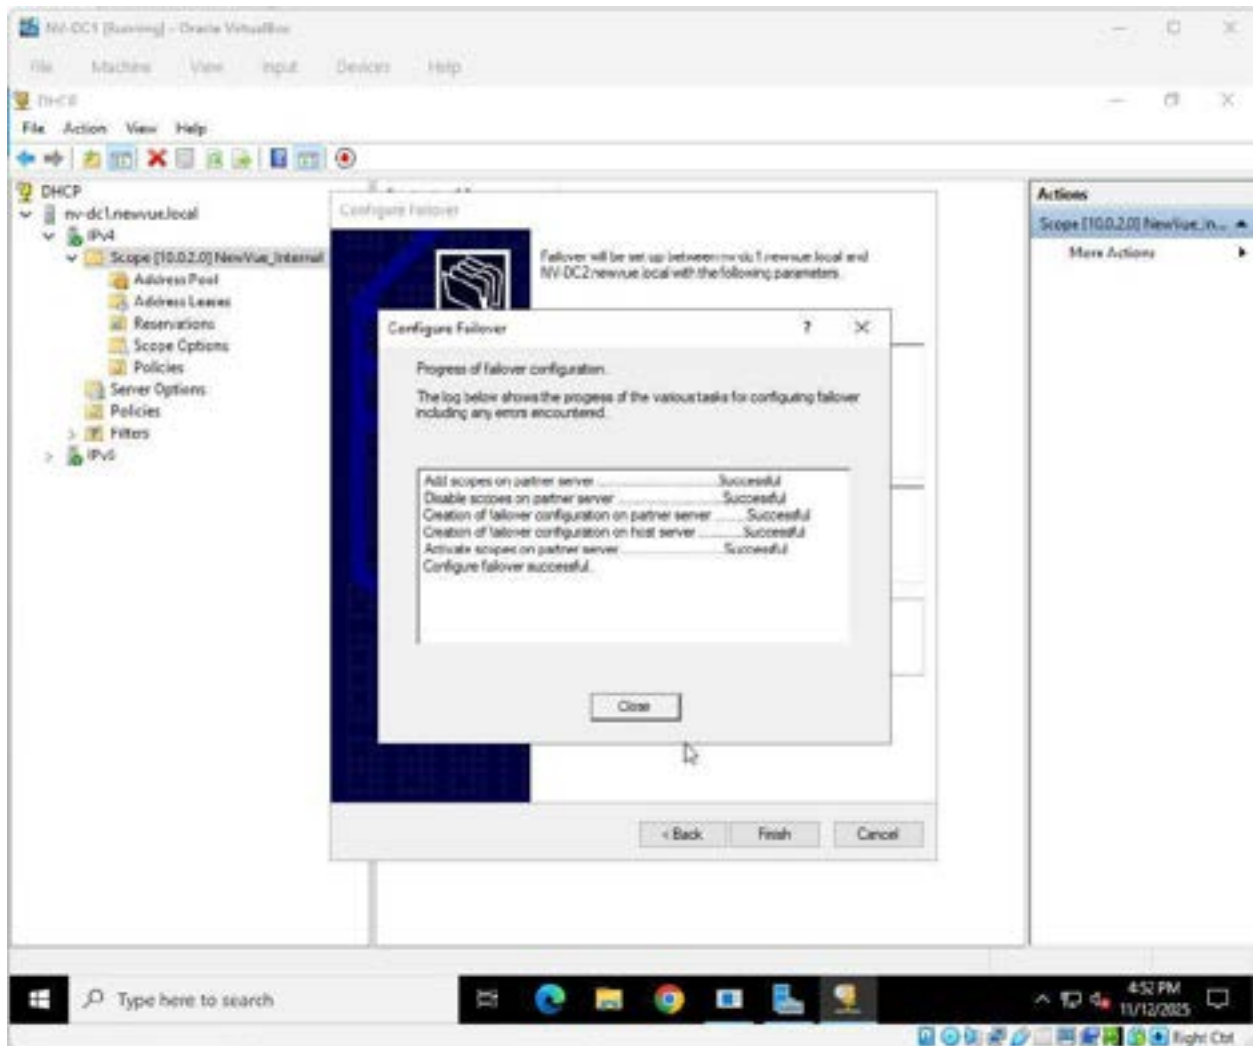 NV-DC1 [Running] - Oracle VirtualBox
File Machine View Input Devices Help
DHCP
File Action View Help
DHCP
nv-dc1.newvue.local
IPv4
Scope [10.0.2.0] NewVue_Internal
Address Pool
Address Leases
Reservations
Scope Options
Policies
Server Options
Policies
Filters
IPv6
Configure Failover
Failover will be set up between nv-dc1.newvue.local and
NV-DC2.newvue.local with the following parameters.
Configure Failover ?
Progress of failover configuration.
The log below shows the progress of the various tasks for configuring failover
including any errors encountered.
Add scopes on partner server ........................Successful
Disable scopes on partner server .....................Successful
Creation of failover configuration on partner server ........Successful
Creation of failover configuration on host server ..........Successful
Activate scopes on partner server .....................Successful
Configure failover successful.
Close
< Back Finish Cancel
Actions
Scope [10.0.2.0] NewVue_In...
More Actions
Type here to search
4:52 PM
11/12/2025
Right Ctrl